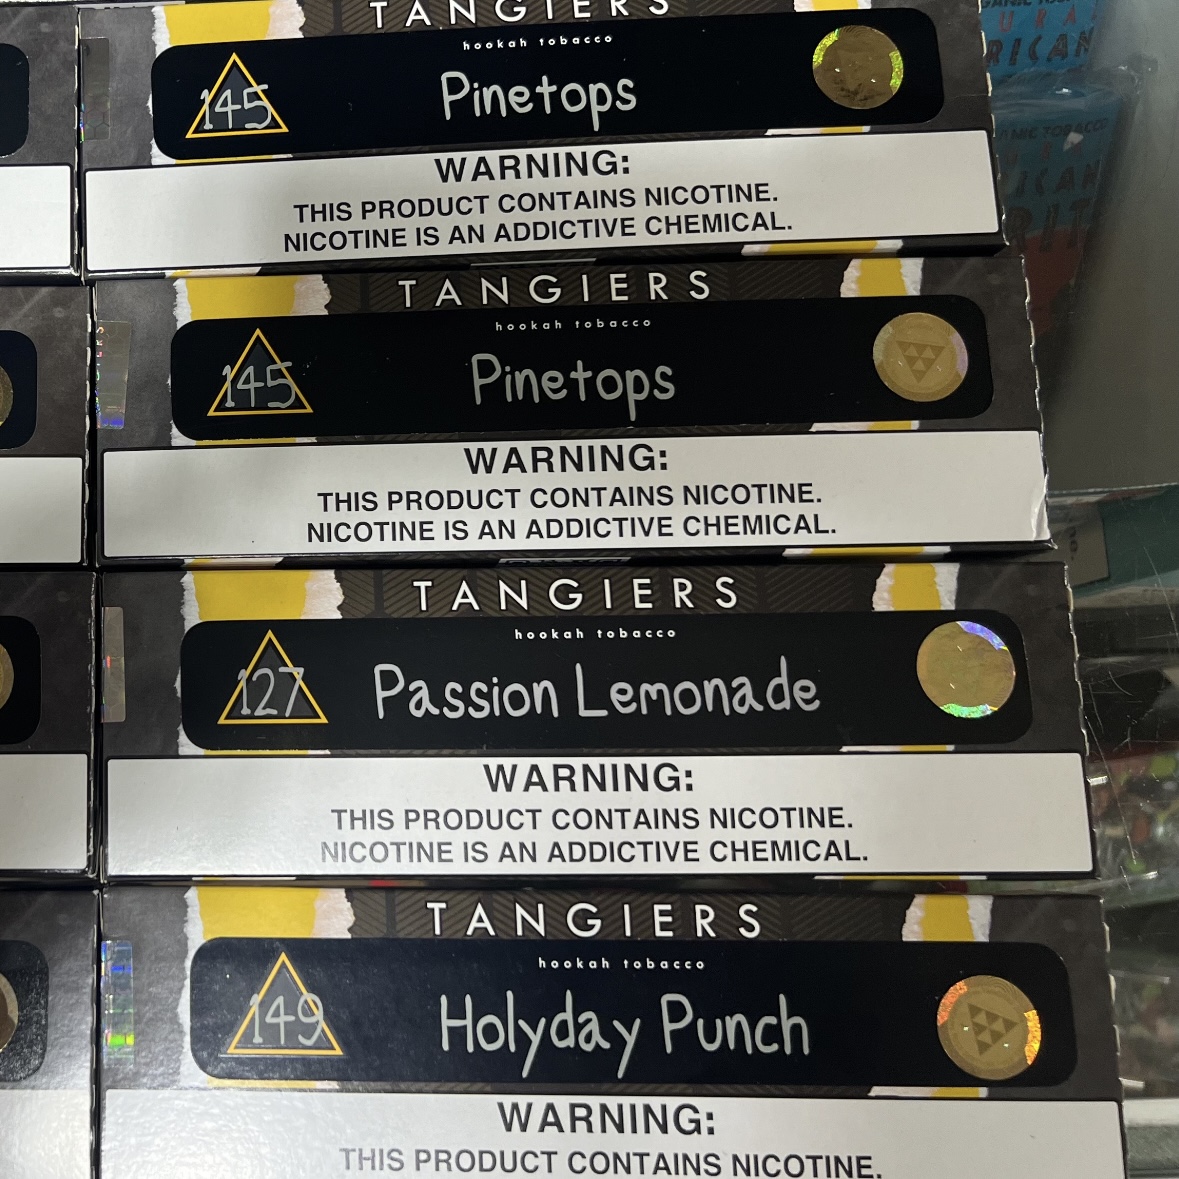 TANGIERS
hookah tobacco
145
Pinetops
WARNING:
THIS PRODUCT CONTAINS NICOTINE.
NICOTINE IS AN ADDICTIVE CHEMICAL.
TANGIERS
hookah tobacco
145
Pinetops
WARNING:
THIS PRODUCT CONTAINS NICOTINE.
NICOTINE IS AN ADDICTIVE CHEMICAL.
TANGIERS
hookah tobacco
127
Passion Lemonade
WARNING:
THIS PRODUCT CONTAINS NICOTINE.
NICOTINE IS AN ADDICTIVE CHEMICAL.
TANGIERS
hookah tobacco
149
Holyday Punch
WARNING:
THIS PRODUCT CONTAINS NICOTINE.